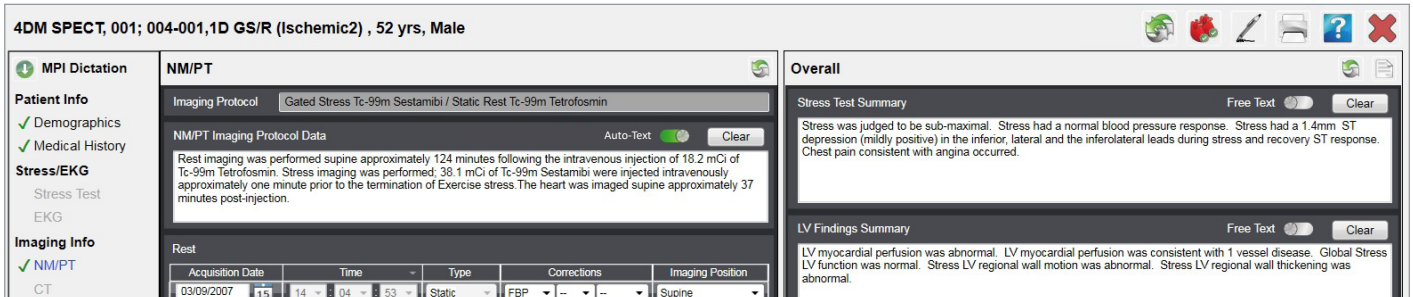 4DM SPECT, 001; 004-001,1D GS/R (Ischemic2) , 52 yrs, Male
MPI Dictation
Patient Info
Demographics
Medical History
Stress/EKG
Stress Test
EKG
Imaging Info
NM/PT
CT
NM/PT
Imaging Protocol
Gated Stress Tc-99m Sestamibi / Static Rest Tc-99m Tetrofosmin
NM/PT Imaging Protocol Data
Auto-Text
Clear
Rest imaging was performed supine approximately 124 minutes following the intravenous injection of 18.2 mCi of
Tc-99m Tetrofosmin. Stress imaging was performed; 38.1 mCi of Tc-99m Sestamibi were injected intravenously
approximately one minute prior to the termination of Exercise stress.The heart was imaged supine approximately 37
minutes post-injection.
Rest
Acquisition Date Time Type Corrections Imaging Position
03/09/2007 15 14 : 04 : 53 Static FBP -- -- Supine
Overall
Stress Test Summary
Free Text
Clear
Stress was judged to be sub-maximal. Stress had a normal blood pressure response. Stress had a 1.4mm ST
depression (mildly positive) in the inferior, lateral and the inferolateral leads during stress and recovery ST response.
Chest pain consistent with angina occurred.
LV Findings Summary
Free Text
Clear
LV myocardial perfusion was abnormal. LV myocardial perfusion was consistent with 1 vessel disease. Global Stress
LV function was normal. Stress LV regional wall motion was abnormal. Stress LV regional wall thickening was
abnormal.